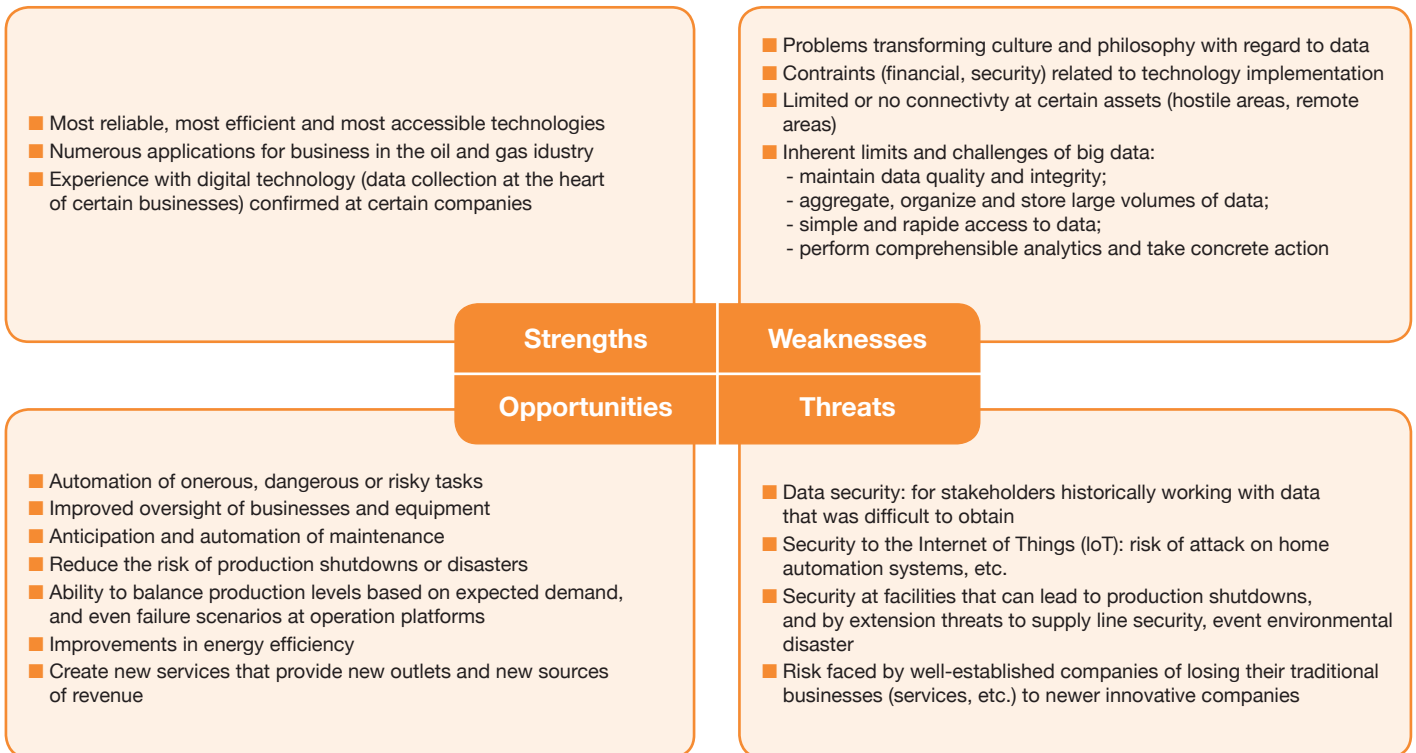 ■ Most reliable, most efficient and most accessible technologies
■ Numerous applications for business in the oil and gas idustry
■ Experience with digital technology (data collection at the heart
of certain businesses) confirmed at certain companies
■ Problems transforming culture and philosophy with regard to data
■ Contraints (financial, security) related to technology implementation
■ Limited or no connectivty at certain assets (hostile areas, remote
areas)
■ Inherent limits and challenges of big data:
- maintain data quality and integrity;
- aggregate, organize and store large volumes of data;
- simple and rapide access to data;
- perform comprehensible analytics and take concrete action
Strengths
Weaknesses
Opportunities
Threats
■ Automation of onerous, dangerous or risky tasks
■ Improved oversight of businesses and equipment
■ Anticipation and automation of maintenance
■ Reduce the risk of production shutdowns or disasters
■ Ability to balance production levels based on expected demand,
and even failure scenarios at operation platforms
■ Improvements in energy efficiency
■ Create new services that provide new outlets and new sources
of revenue
■ Data security: for stakeholders historically working with data
that was difficult to obtain
■ Security to the Internet of Things (IoT): risk of attack on home
automation systems, etc.
■ Security at facilities that can lead to production shutdowns,
and by extension threats to supply line security, event environmental
disaster
■ Risk faced by well-established companies of losing their traditional
businesses (services, etc.) to newer innovative companies